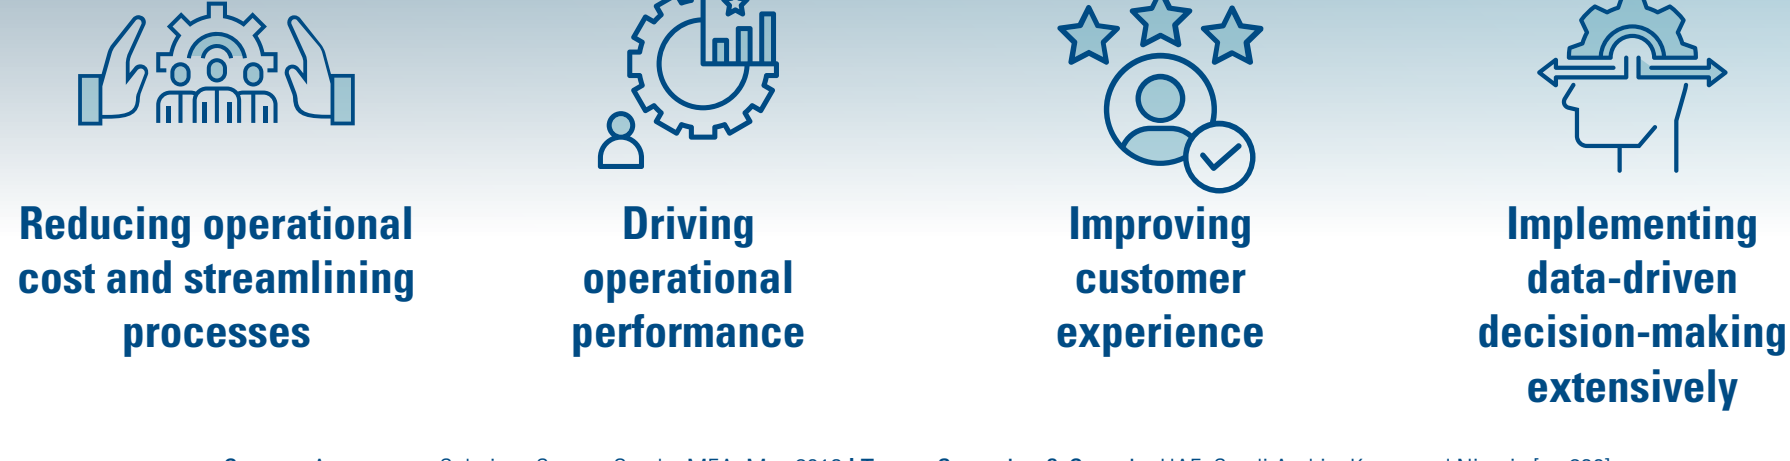 Reducing operational
cost and streamlining
processes
Driving
operational
performance
Improving
customer
experience
Implementing
data-driven
decision-making
extensively